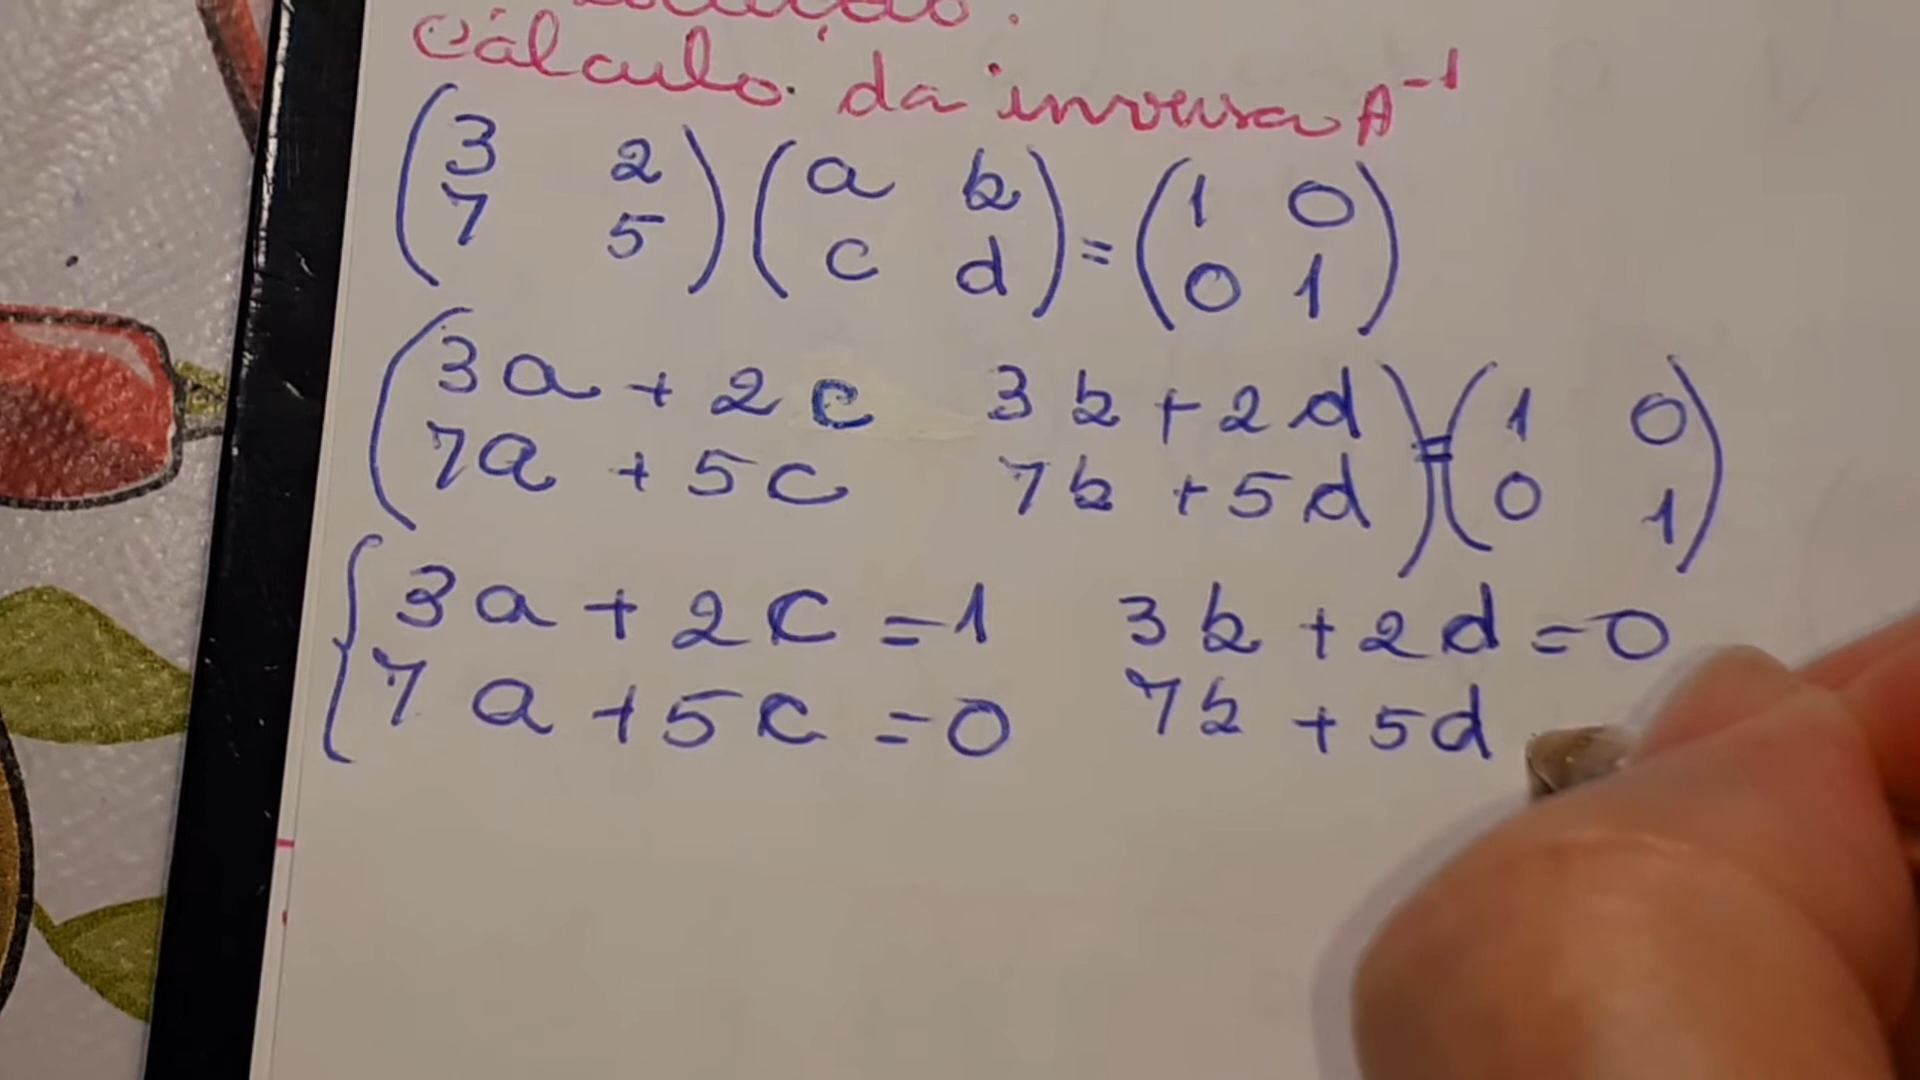 Cálculo da inversa A⁻¹
(3 2) (a b) = (1 0)
(7 5) (c d) (0 1)
(3a + 2c 3b + 2d) = (1 0)
(7a + 5c 7b + 5d) (0 1)
{3a + 2c = 1 3b + 2d = 0
{7a + 5c = 0 7b + 5d